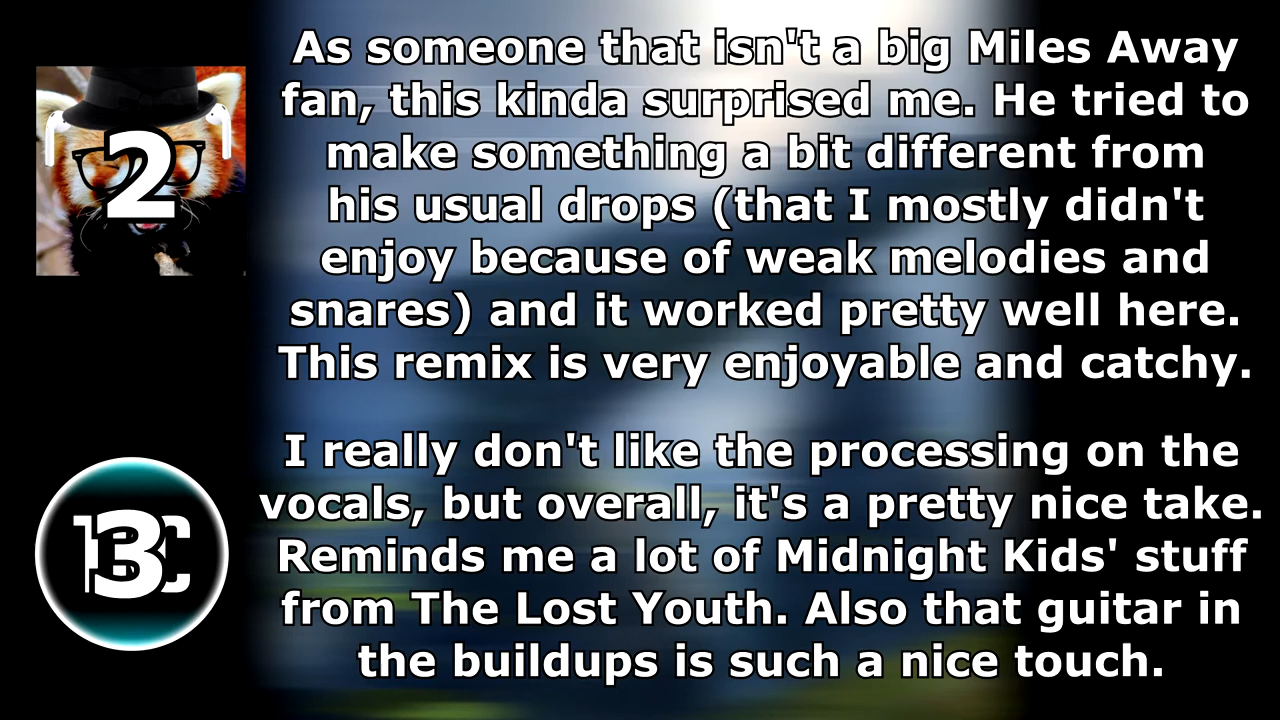 2
As someone that isn't a big Miles Away
fan, this kinda surprised me. He tried to
make something a bit different from
his usual drops (that I mostly didn't
enjoy because of weak melodies and
snares) and it worked pretty well here.
This remix is very enjoyable and catchy.
3
I really don't like the processing on the
vocals, but overall, it's a pretty nice take.
Reminds me a lot of Midnight Kids' stuff
from The Lost Youth. Also that guitar in
the buildups is such a nice touch.